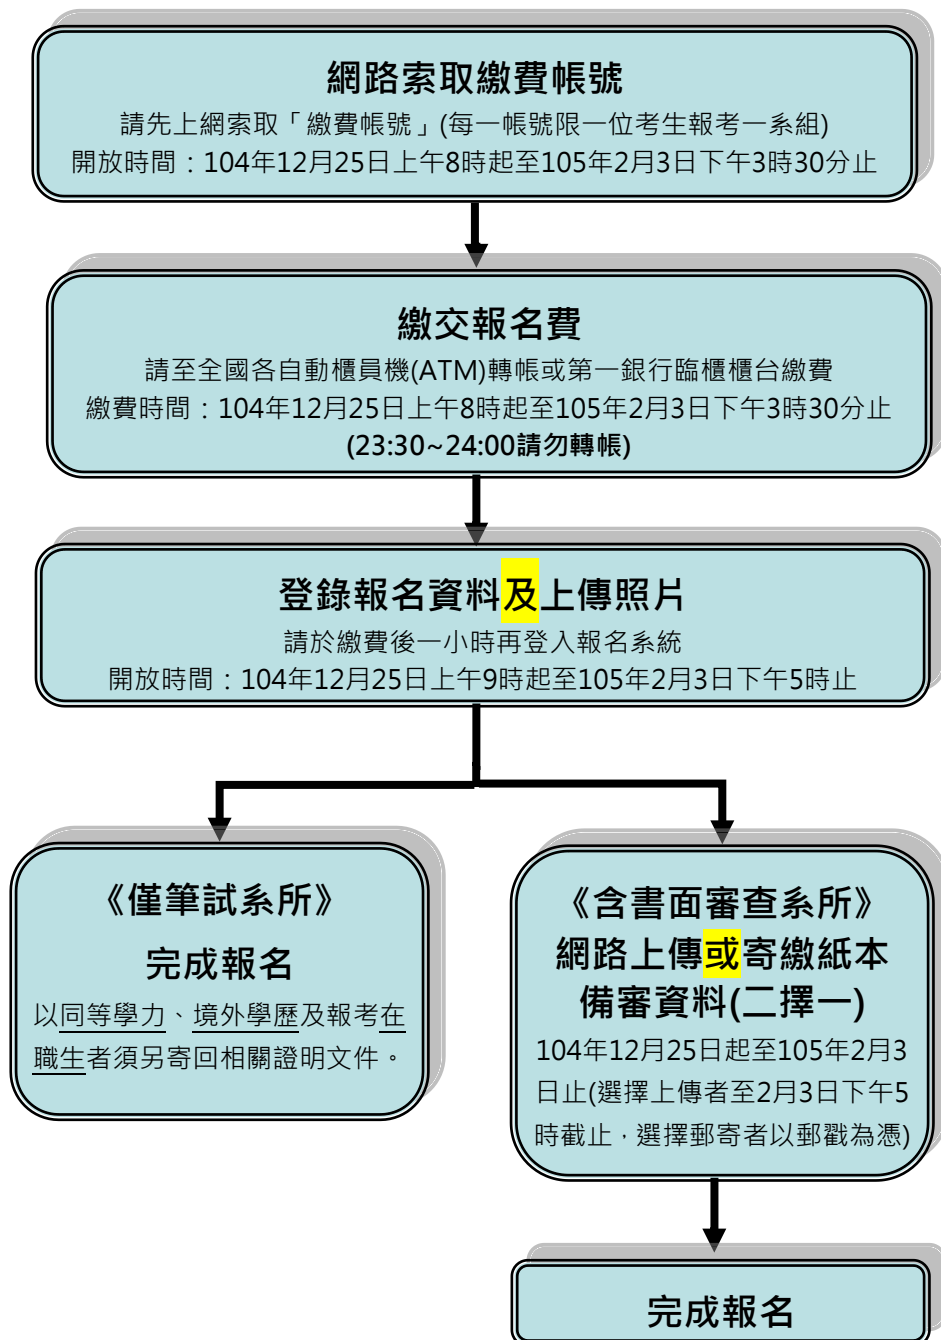 網路索取繳費帳號
請先上網索取「繳費帳號」(每一帳號限一位考生報考一系組)
開放時間：104年12月25日上午8時起至105年2月3日下午3時30分止
繳交報名費
請至全國各自動櫃員機(ATM)轉帳或第一銀行臨櫃櫃台繳費
繳費時間：104年12月25日上午8時起至105年2月3日下午3時30分止
(23:30~24:00請勿轉帳)
登錄報名資料及上傳照片
請於繳費後一小時再登入報名系統
開放時間：104年12月25日上午9時起至105年2月3日下午5時止
《僅筆試系所》
完成報名
以同等學力、境外學歷及報考在
職生者須另寄回相關證明文件。
《含書面審查系所》
網路上傳或寄繳紙本
備審資料(二擇一)
104年12月25日起至105年2月3
日止(選擇上傳者至2月3日下午5
時截止，選擇郵寄者以郵戳為憑)
完成報名